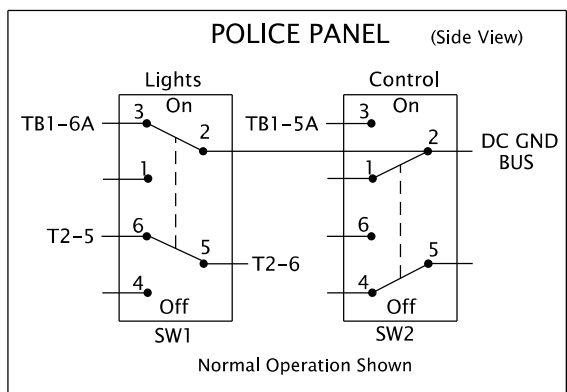 POLICE PANEL (Side View)
Lights Control
On On
TB1-6A 3 TB1-5A 3
2 2 DC GND
BUS
1 1
6 6
T2-5 5 T2-6 5
4 4
Off Off
SW1 SW2
Normal Operation Shown